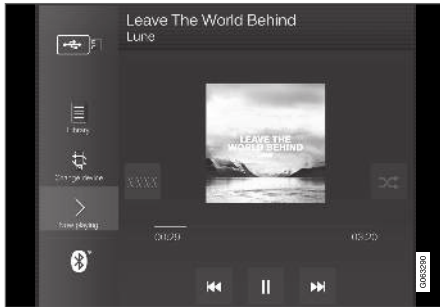 Leave The World Behind
Lune
Library
Change device
Now playing
LEAVE THE
WORLD BEHIND
XXXX
00:29
03:20
G063290